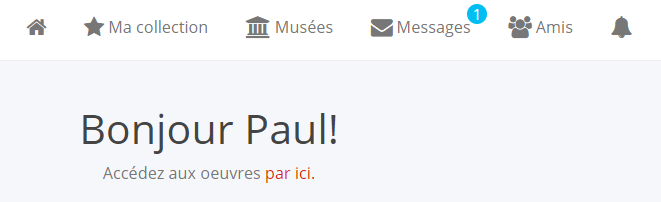 Ma collection Musées Messages 1 Amis
Bonjour Paul!
Accédez aux oeuvres par ici.